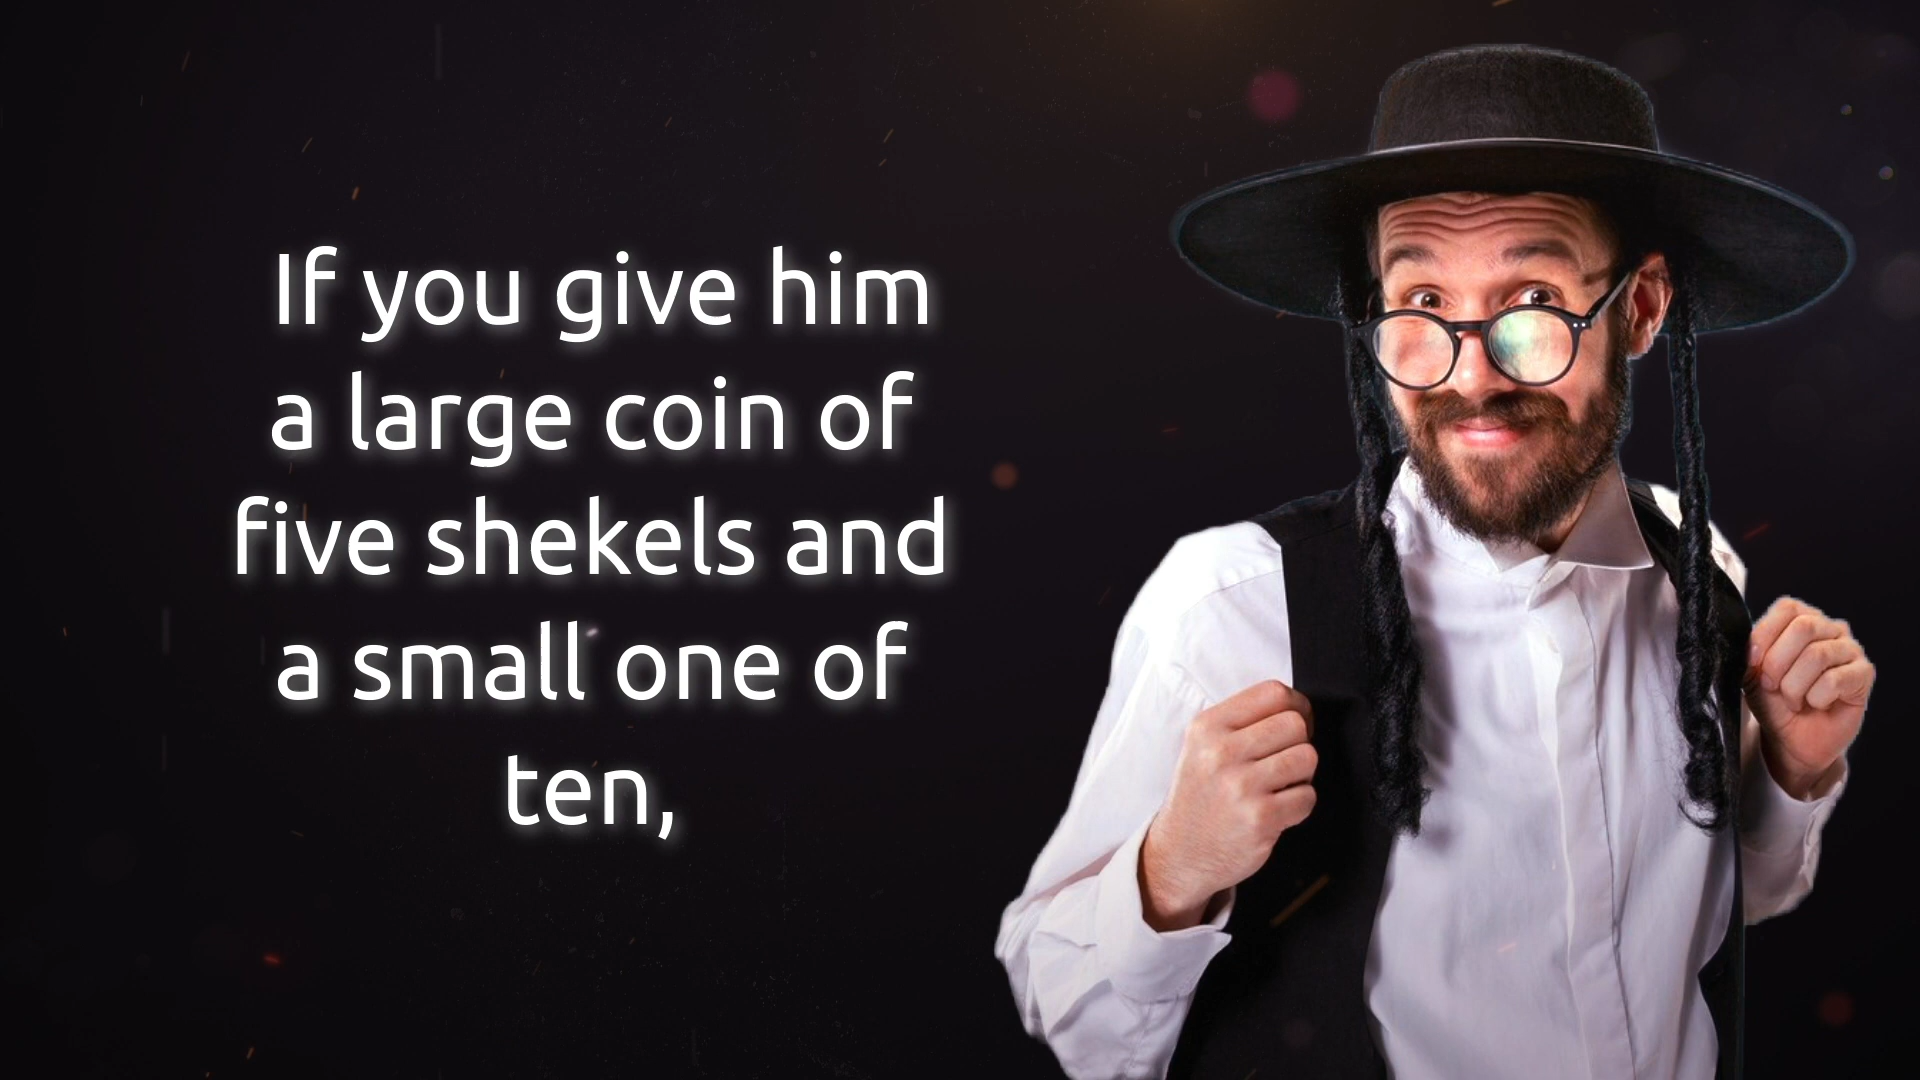 If you give him
a large coin of
five shekels and
a small one of
ten,